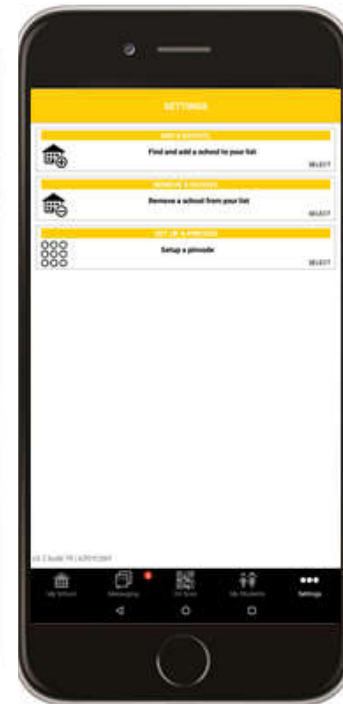 SETTINGS
ADD A SCHOOL
Find and add a school to your list
SELECT
REMOVE A SCHOOL
Remove a school from your list
SELECT
SET UP A PINCODE
Setup a pincode
SELECT
My School
Messaging
My Students
Settings